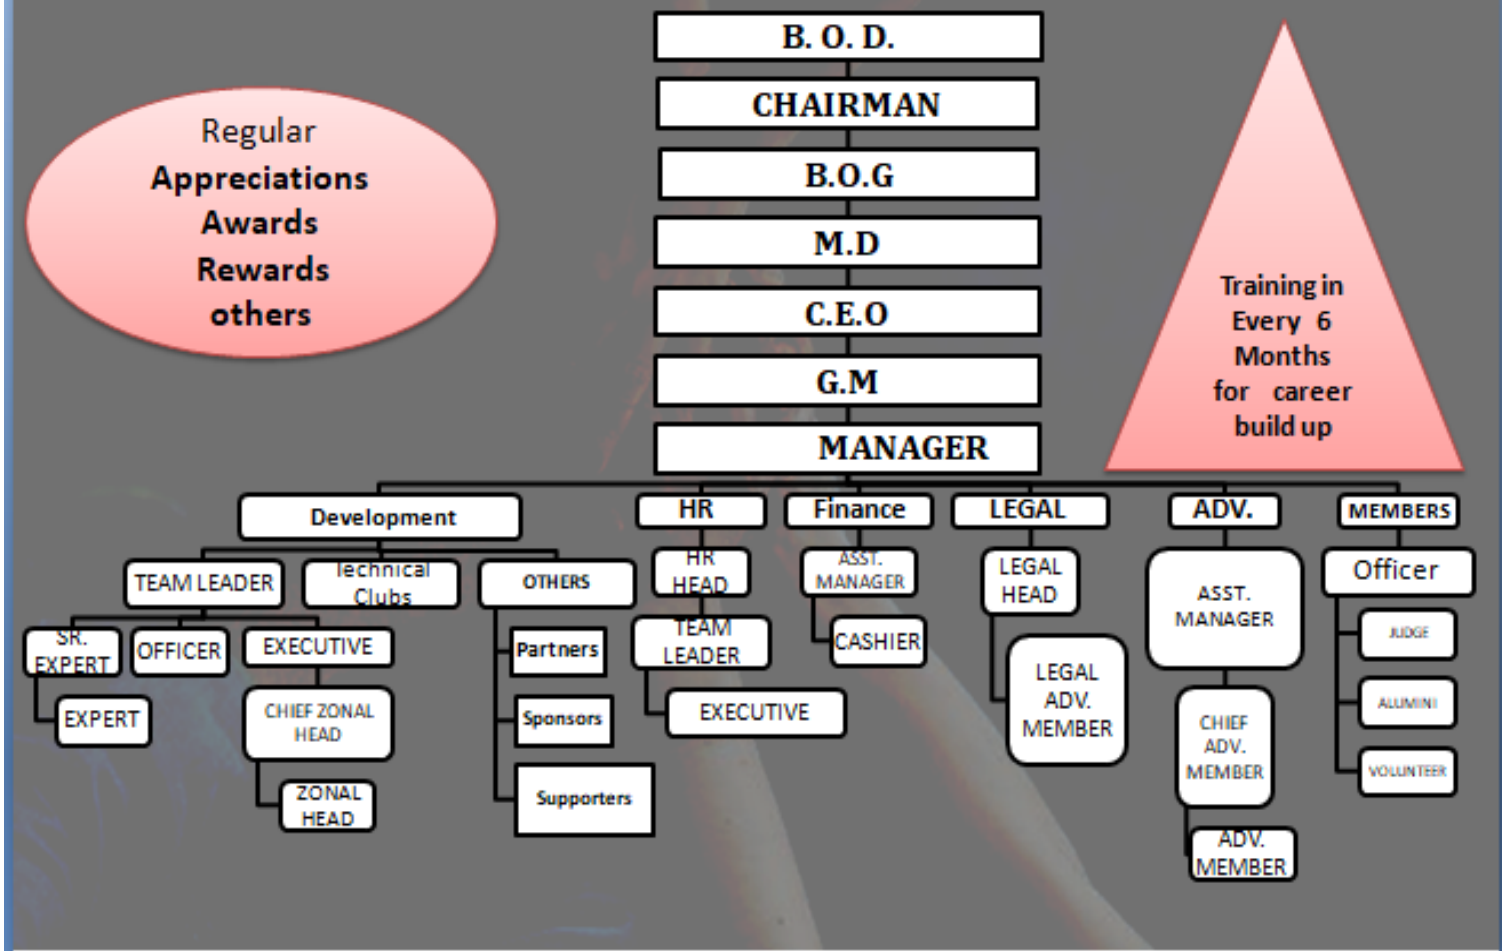 B. O. D.
CHAIRMAN
B.O.G
M.D
C.E.O
G.M
MANAGER
Regular
Appreciations
Awards
Rewards
others
Training in
Every 6
Months
for career
build up
Development
HR
Finance
LEGAL
ADV.
MEMBERS
TEAM LEADER
Technical
Clubs
OTHERS
SR.
EXPERT
OFFICER
EXECUTIVE
EXPERT
CHIEF ZONAL
HEAD
ZONAL
HEAD
Partners
Sponsors
Supporters
HR
HEAD
TEAM
LEADER
EXECUTIVE
ASST.
MANAGER
CASHIER
LEGAL
HEAD
LEGAL
ADV.
MEMBER
ASST.
MANAGER
CHIEF
ADV.
MEMBER
ADV.
MEMBER
Officer
JUDGE
ALUMINI
VOLUNTEER